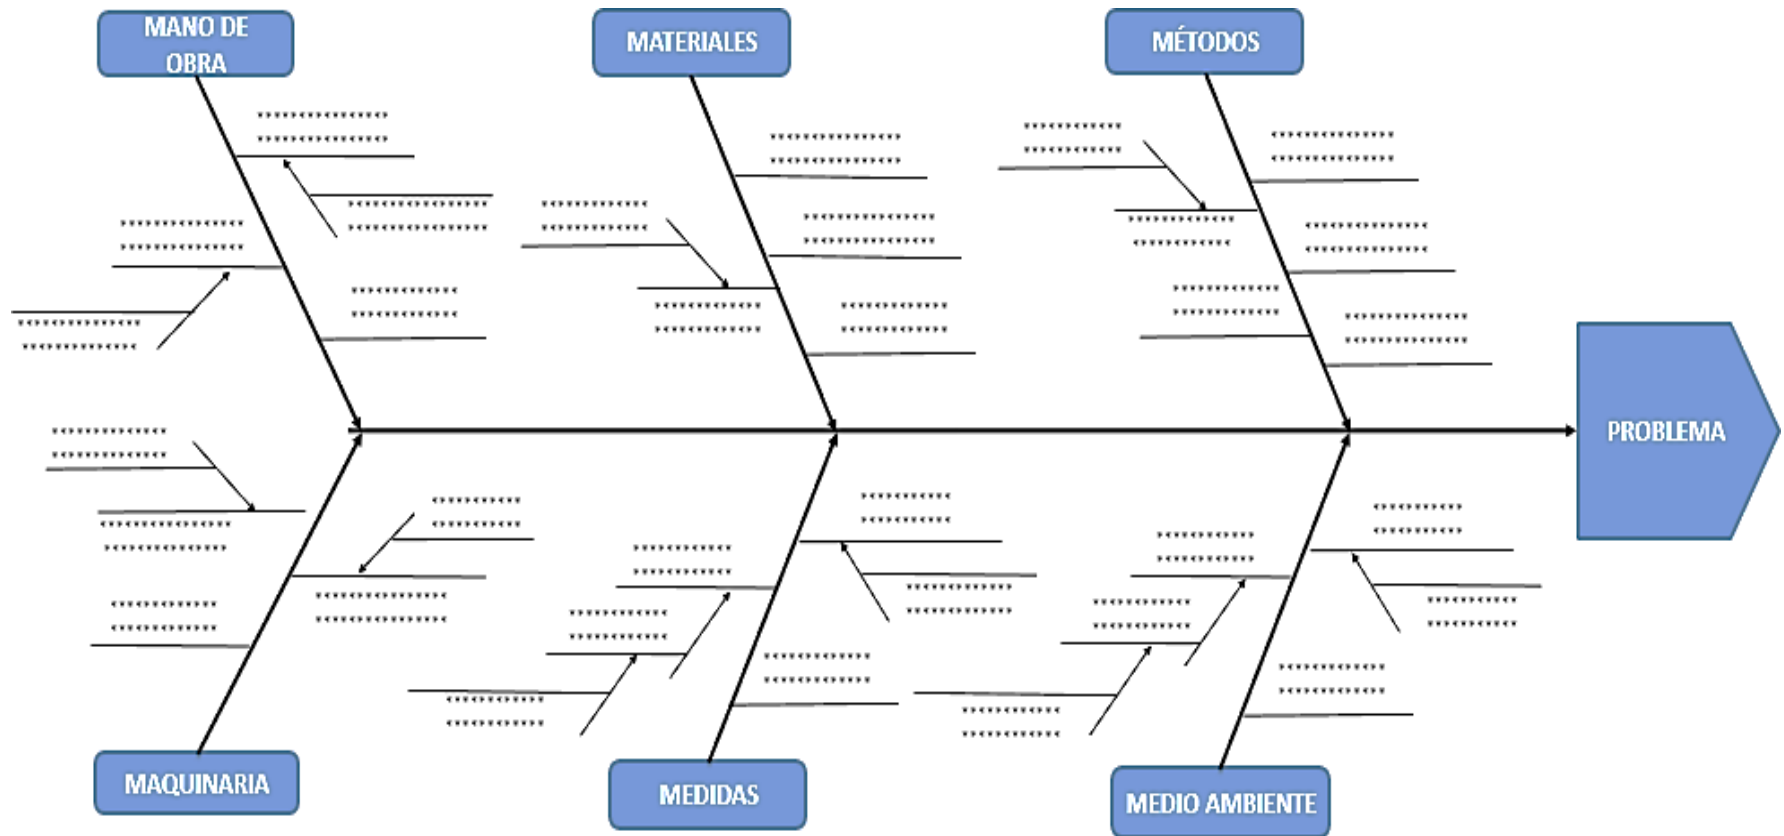 MANO DE
OBRA
MATERIALES
MÉTODOS
PROBLEMA
MAQUINARIA
MEDIDAS
MEDIO AMBIENTE